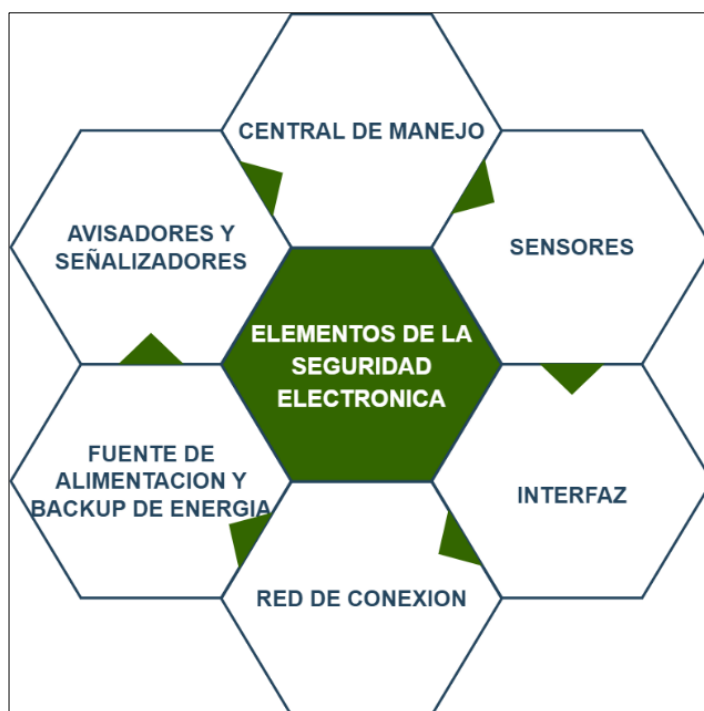 CENTRAL DE MANEJO
AVISADORES Y
SEÑALIZADORES
SENSORES
ELEMENTOS DE LA
SEGURIDAD
ELECTRONICA
FUENTE DE
ALIMENTACION Y
BACKUP DE ENERGIA
INTERFAZ
RED DE CONEXION